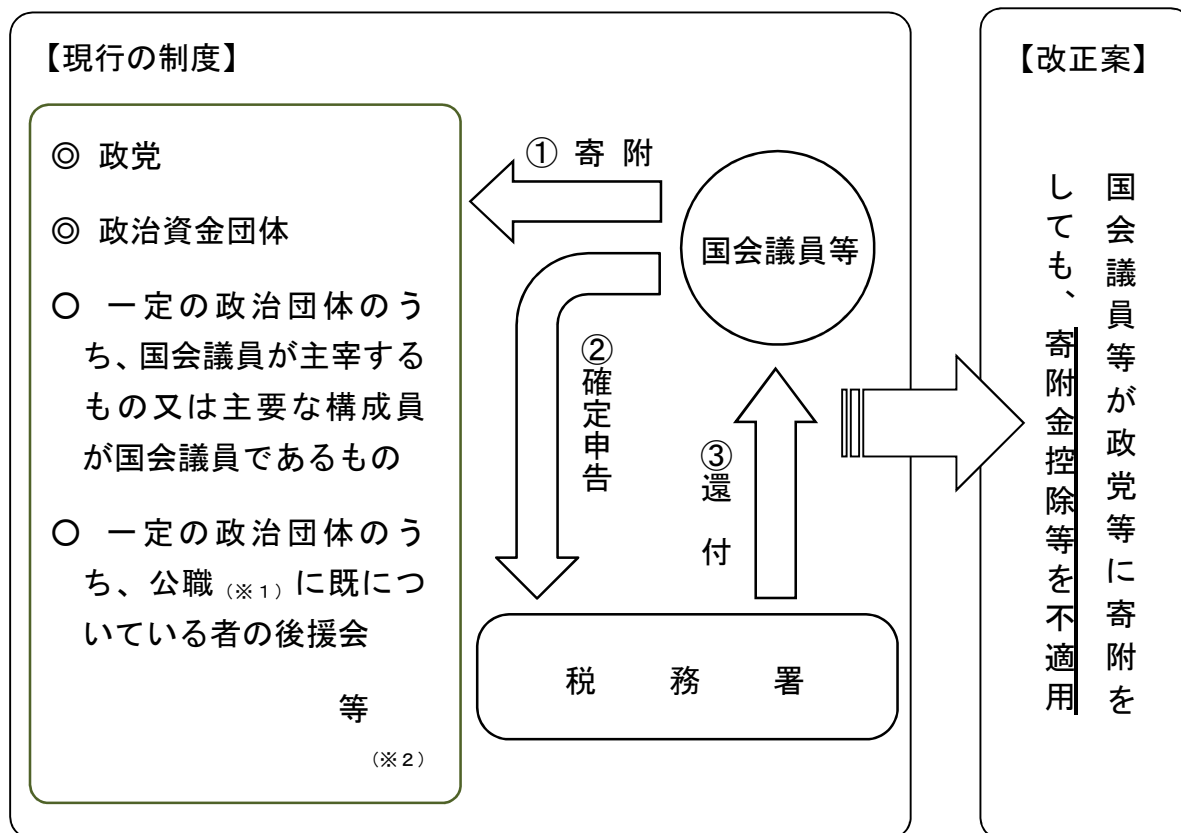 【現行の制度】
◎ 政党
◎ 政治資金団体
〇 一定の政治団体のう
ち、国会議員が主宰する
もの又は主要な構成員
が国会議員であるもの
〇 一定の政治団体のう
ち、公職(※1)に既につ
いている者の後援会
等
(※2)
①寄附
国会議員等
②確定申告
③還付
税務署
【改正案】
国会議員等が政党等に寄附を
しても、寄附金控除等を不適用